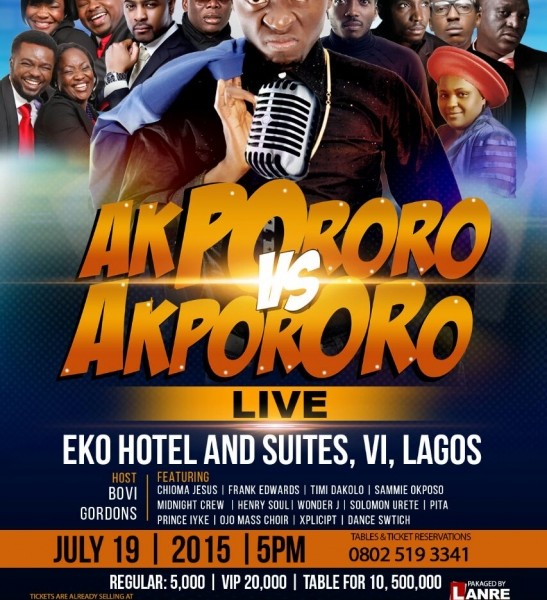 AKPORORO
VS
AKPORORO
LIVE
EKO HOTEL AND SUITES, VI, LAGOS
HOST
BOVI
GORDONS
FEATURING
CHIOMA JESUS | FRANK EDWARDS | TIMI DAKOLO | SAMMIE OKPOSO
MIDNIGHT CREW | HENRY SOUL| WONDER J | SOLOMON URETE | PITA
PRINCE IYKE | OJO MASS CHOIR | XPLICIPT | DANCE SWTICH
JULY 19 | 2015 |5PM
TABLES & TICKET RESERVATIONS
0802 519 3341
REGULAR: 5,000 | VIP 20,000 | TABLE FOR 10, 500,000
PAKAGED BY
LANRE
TICKETS ARE ALREADY SELLING AT